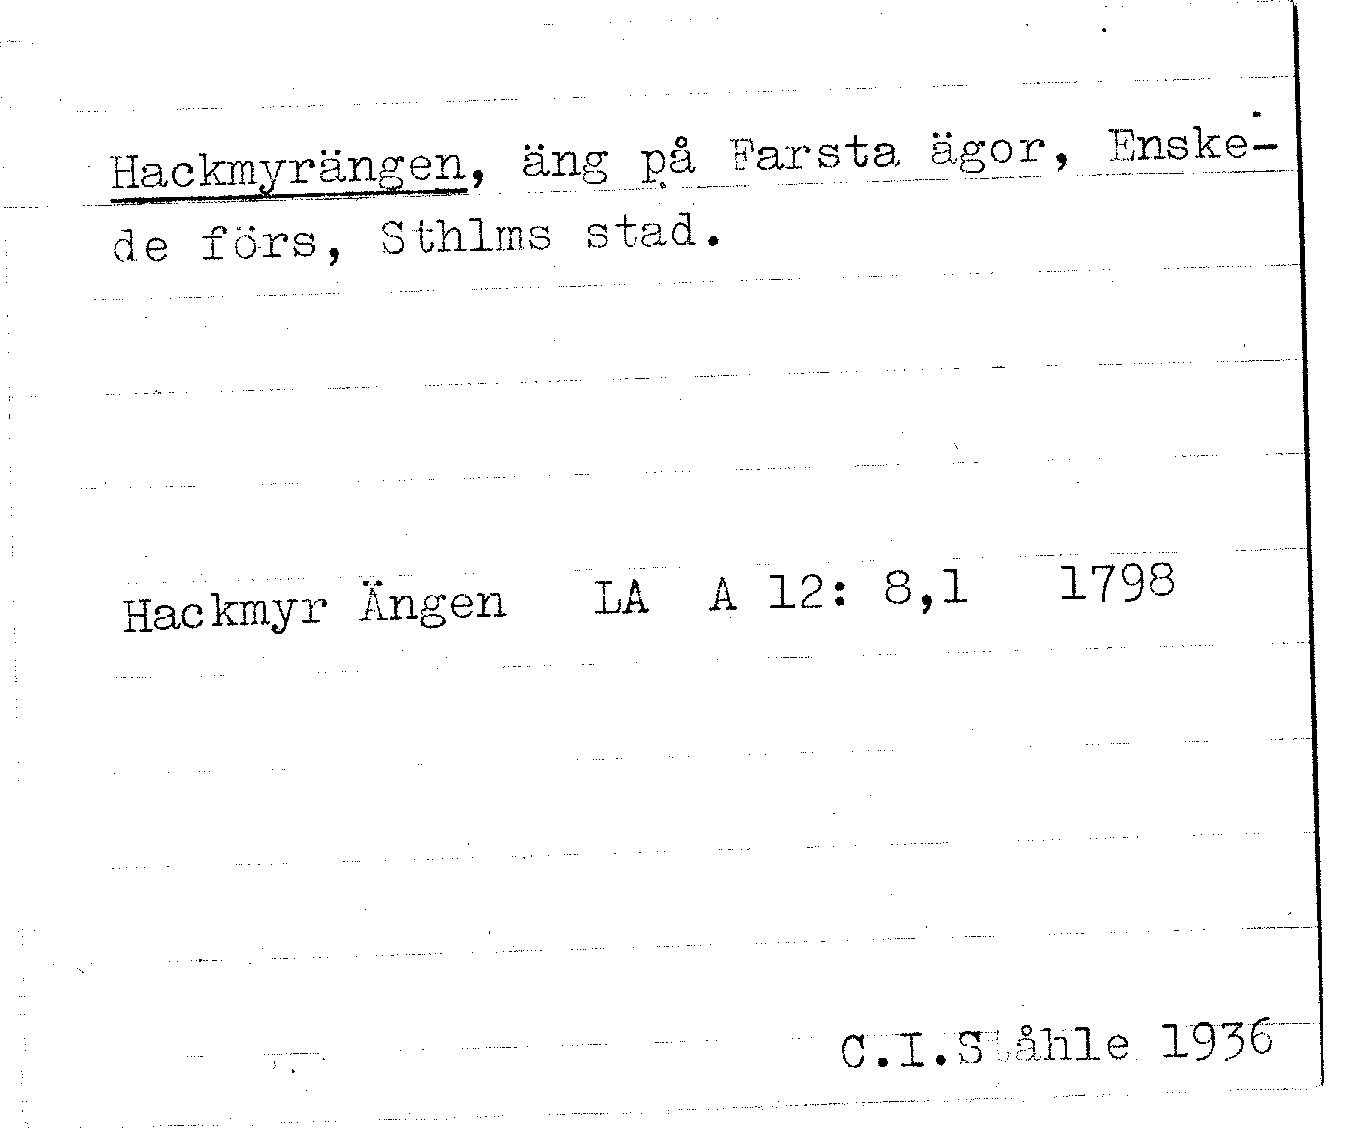 Hackmyrängen, äng på Farsta ägor, Enske-
de förs, Sthlms stad.
Hackmyr Ängen LA A 12: 8,1 1798
C.I.Ståhle 1936